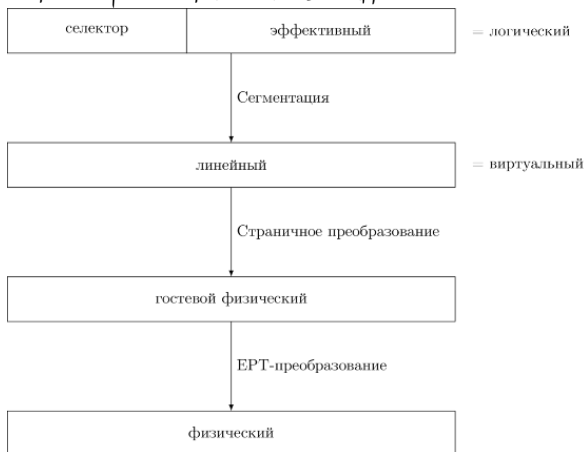 селектор эффективный = логический
Сегментация
линейный = виртуальный
Страничное преобразование
гостевой физический
EPT-преобразование
физический